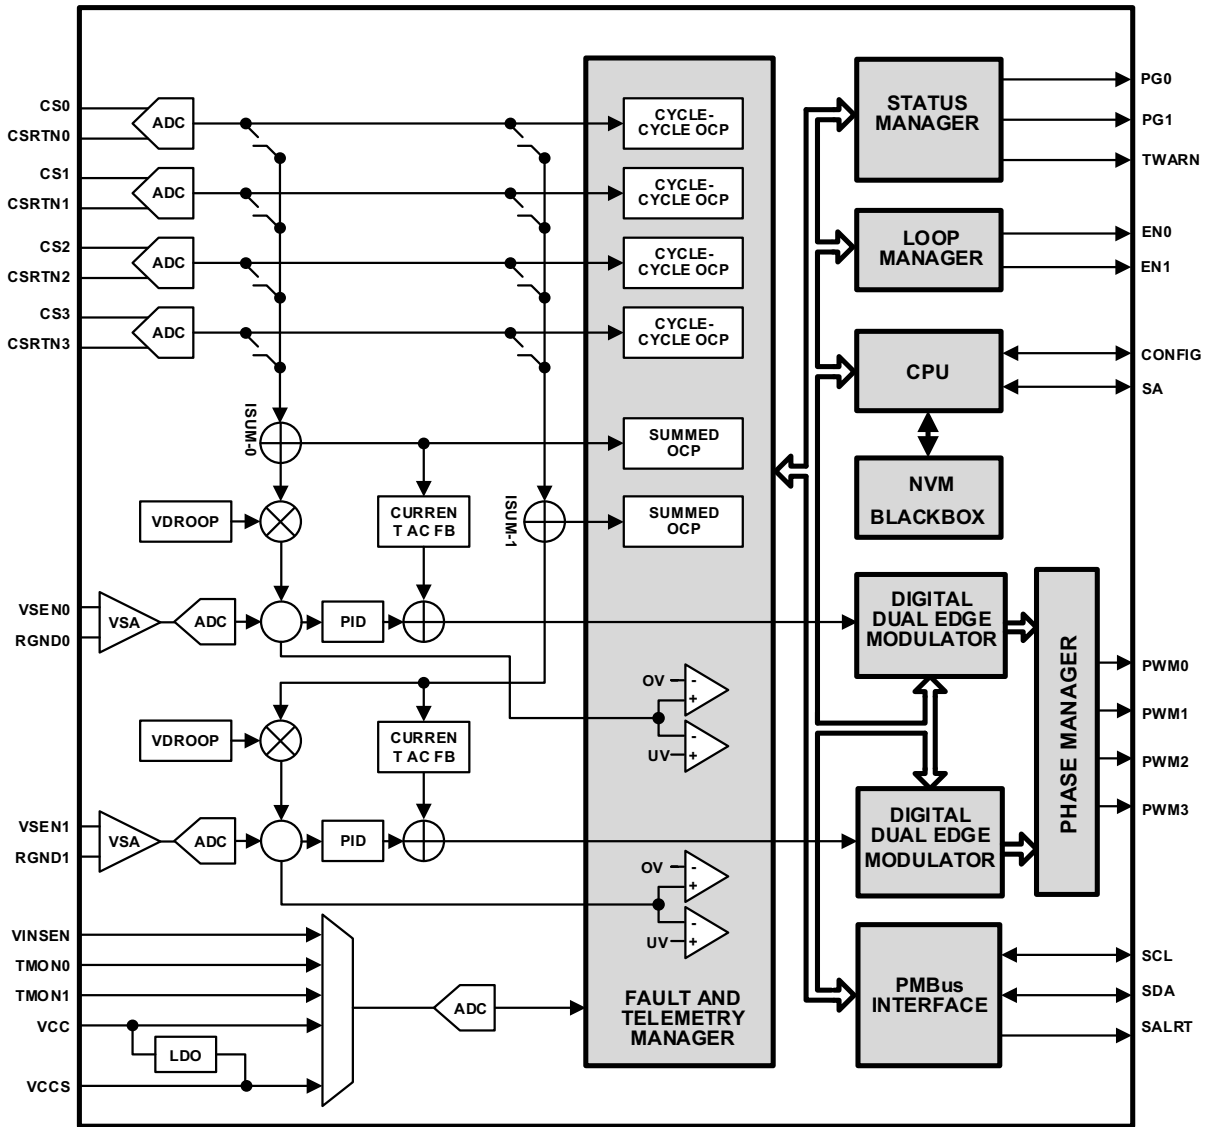 CS0
CSRTN0
ADC
CYCLE-
CYCLE OCP
CS1
CSRTN1
ADC
CYCLE-
CYCLE OCP
CS2
CSRTN2
ADC
CYCLE-
CYCLE OCP
CS3
CSRTN3
ADC
CYCLE-
CYCLE OCP
ISUM-0
SUMMED
OCP
VDROOP
CURREN
T AC FB
ISUM-1
SUMMED
OCP
VSEN0
RGND0
VSA
ADC
PID
OV
-
+
-
+
UV
VDROOP
CURREN
T AC FB
VSEN1
RGND1
VSA
ADC
PID
OV
-
+
-
+
UV
VINSEN
TMON0
TMON1
VCC
LDO
VCCS
ADC
FAULT AND
TELEMETRY
MANAGER
STATUS
MANAGER
PG0
PG1
TWARN
LOOP
MANAGER
EN0
EN1
CPU
CONFIG
SA
NVM
BLACKBOX
DIGITAL
DUAL EDGE
MODULATOR
DIGITAL
DUAL EDGE
MODULATOR
PHASE MANAGER
PWM0
PWM1
PWM2
PWM3
PMBus
INTERFACE
SCL
SDA
SALRT